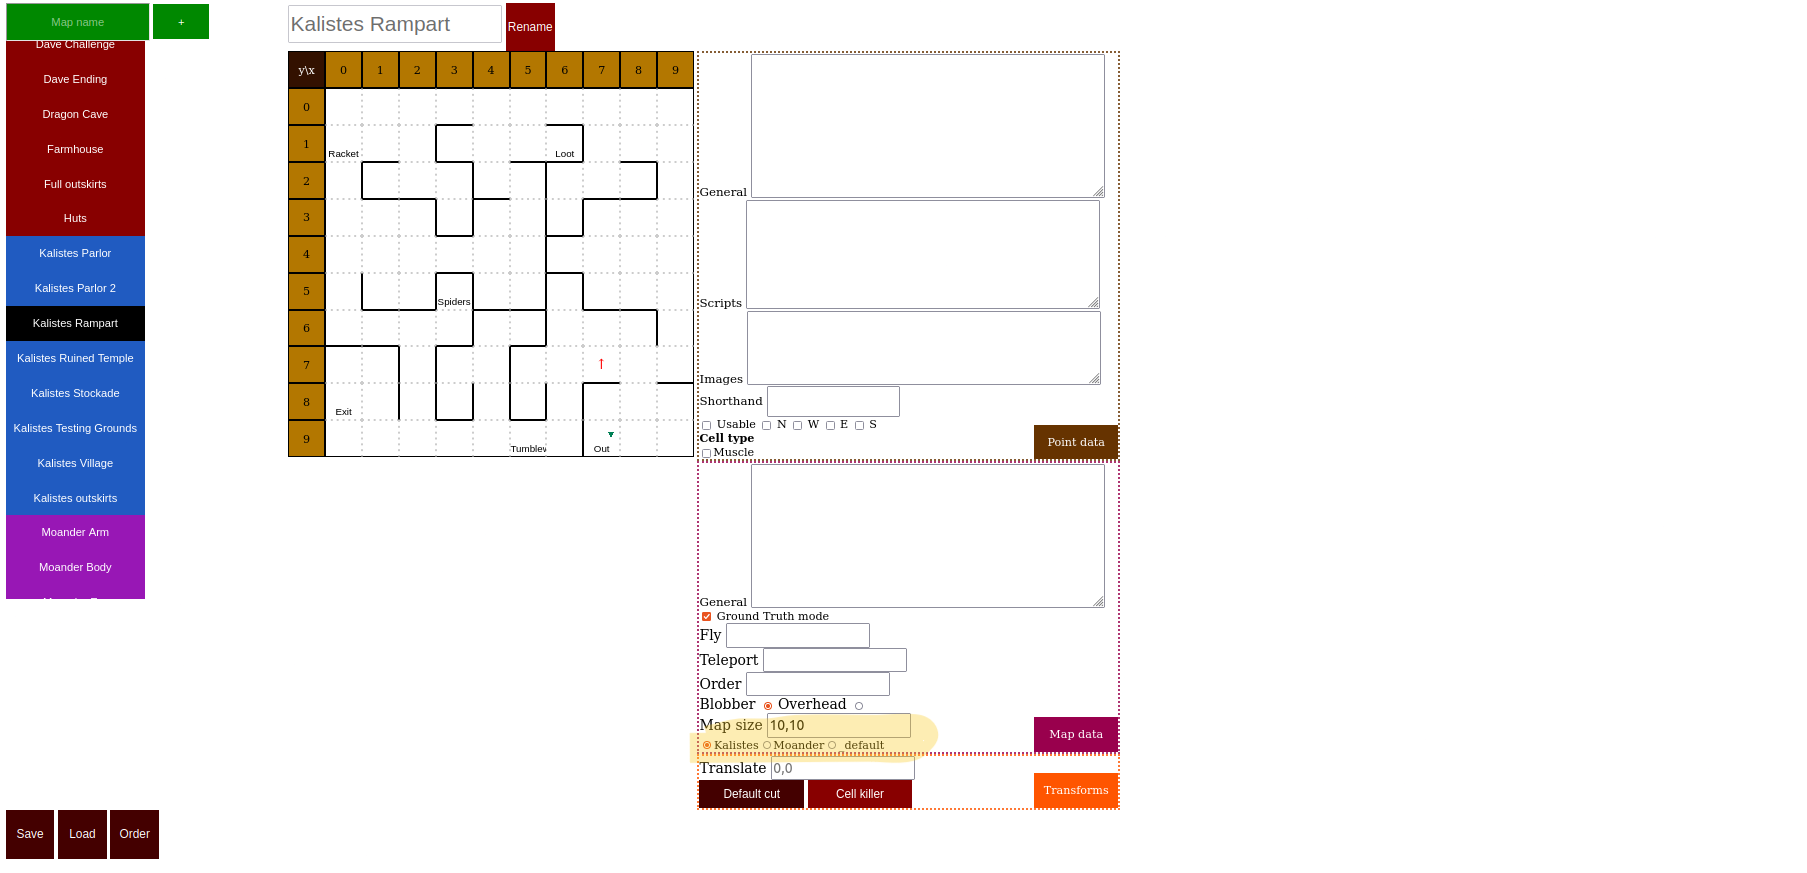 Map name
+
Kalistes Rampart
Rename
Dave Challenge
Dave Ending
Dragon Cave
Farmhouse
Full outskirts
Huts
Kalistes Parlor
Kalistes Parlor 2
Kalistes Rampart
Kalistes Ruined Temple
Kalistes Stockade
Kalistes Testing Grounds
Kalistes Village
Kalistes outskirts
Moander Arm
Moander Body
y\x 0 1 2 3 4 5 6 7 8 9
0
1
Racket
Loot
2
3
4
5
Spiders
6
7
↑
8
Exit
9
Tumblev
Out
General
Scripts
Images
Shorthand
Usable N W E S
Cell type
Muscle
Point data
General
Ground Truth mode
Fly
Teleport
Order
Blobber Overhead
Map size 10,10
Kalistes Moander _default
Map data
Translate 0,0
Default cut
Cell killer
Transforms
Save
Load
Order